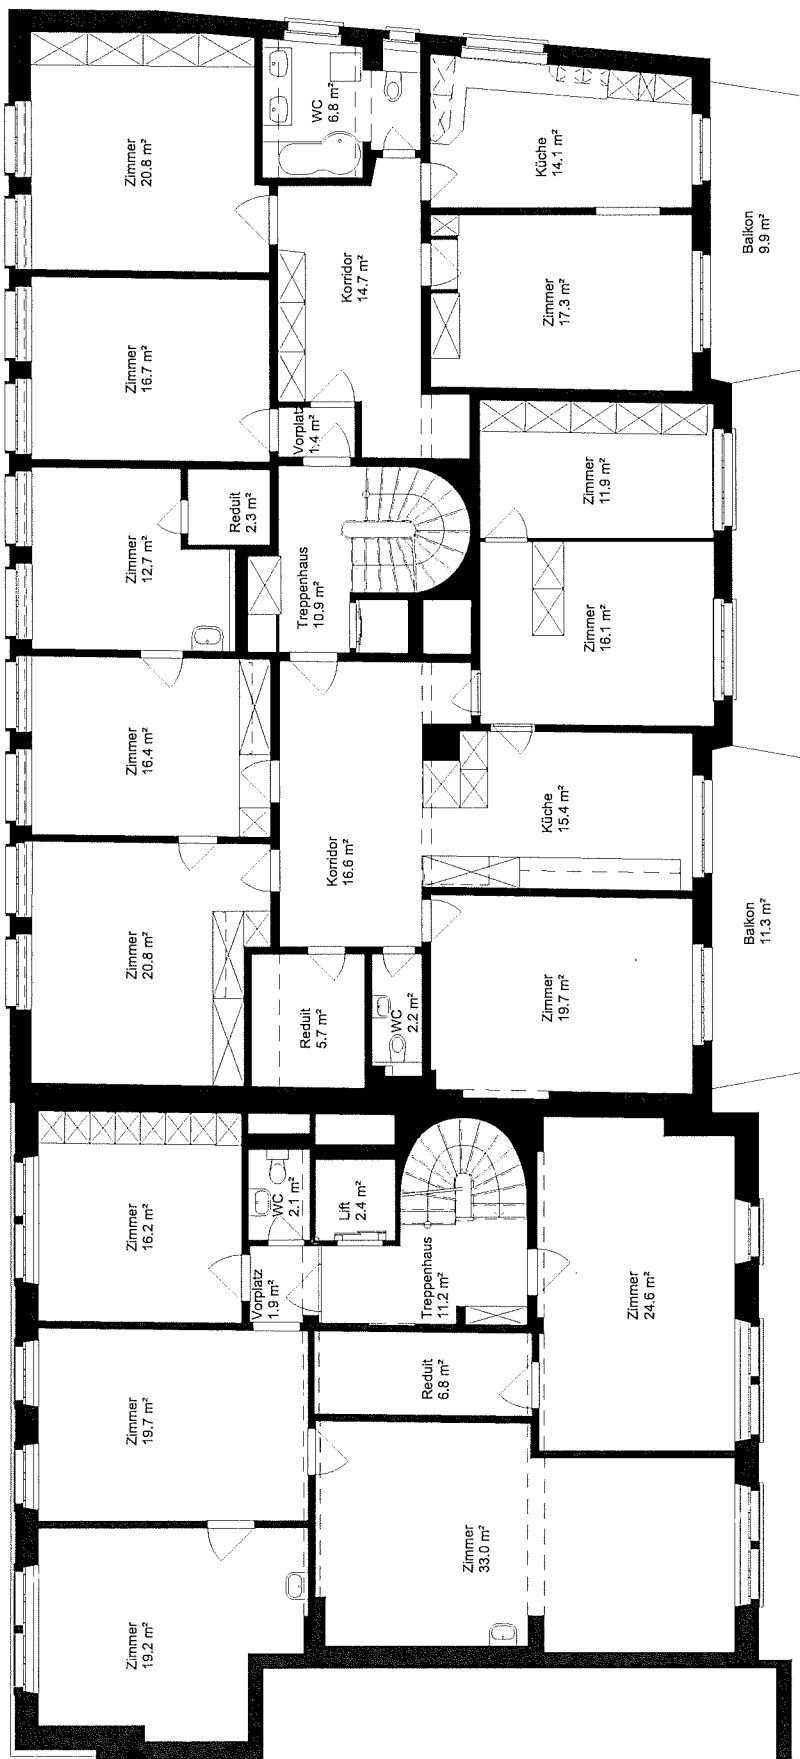 Zimmer
20.8 m²
WC
6.8 m²
Küche
14.1 m²
Balkon
9.9 m²
Korridor
14.7 m²
Zimmer
17.3 m²
Zimmer
16.7 m²
Vorplatz
1.4 m²
Zimmer
11.9 m²
Reduit
2.3 m²
Zimmer
12.7 m²
Treppenhaus
10.9 m²
Zimmer
16.1 m²
Zimmer
16.4 m²
Küche
15.4 m²
Korridor
16.6 m²
Balkon
11.3 m²
Zimmer
20.8 m²
Reduit
5.7 m²
WC
2.2 m²
Zimmer
19.7 m²
Zimmer
16.2 m²
WC
2.1 m²
Lift
2.4 m²
Vorplatz
1.9 m²
Treppenhaus
11.2 m²
Zimmer
24.6 m²
Reduit
6.8 m²
Zimmer
19.7 m²
Zimmer
33.0 m²
Zimmer
19.2 m²